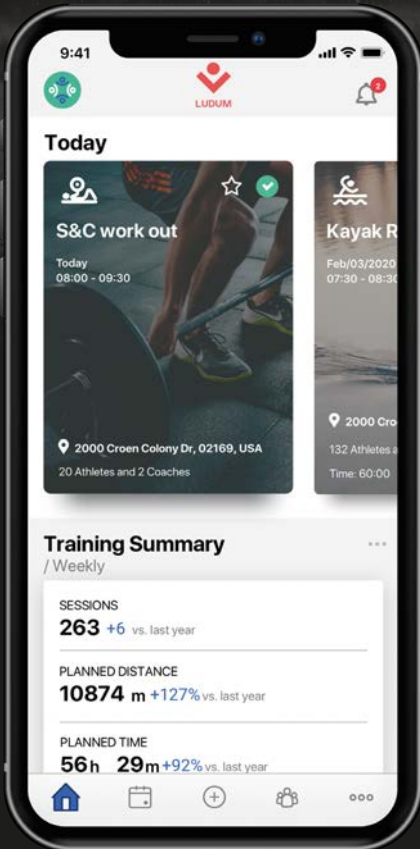 9:41
LUDUM
2
Today
S&C work out
Today
08:00 - 09:30
2000 Croen Colony Dr, 02169, USA
20 Athletes and 2 Coaches
Kayak R
Feb/03/2020
07:30 - 08:30
2000 Cro
132 Athletes a
Time: 60:00
Training Summary
/ Weekly
SESSIONS
263 +6 vs. last year
PLANNED DISTANCE
10874 m +127% vs. last year
PLANNED TIME
56h 29m +92% vs. last year